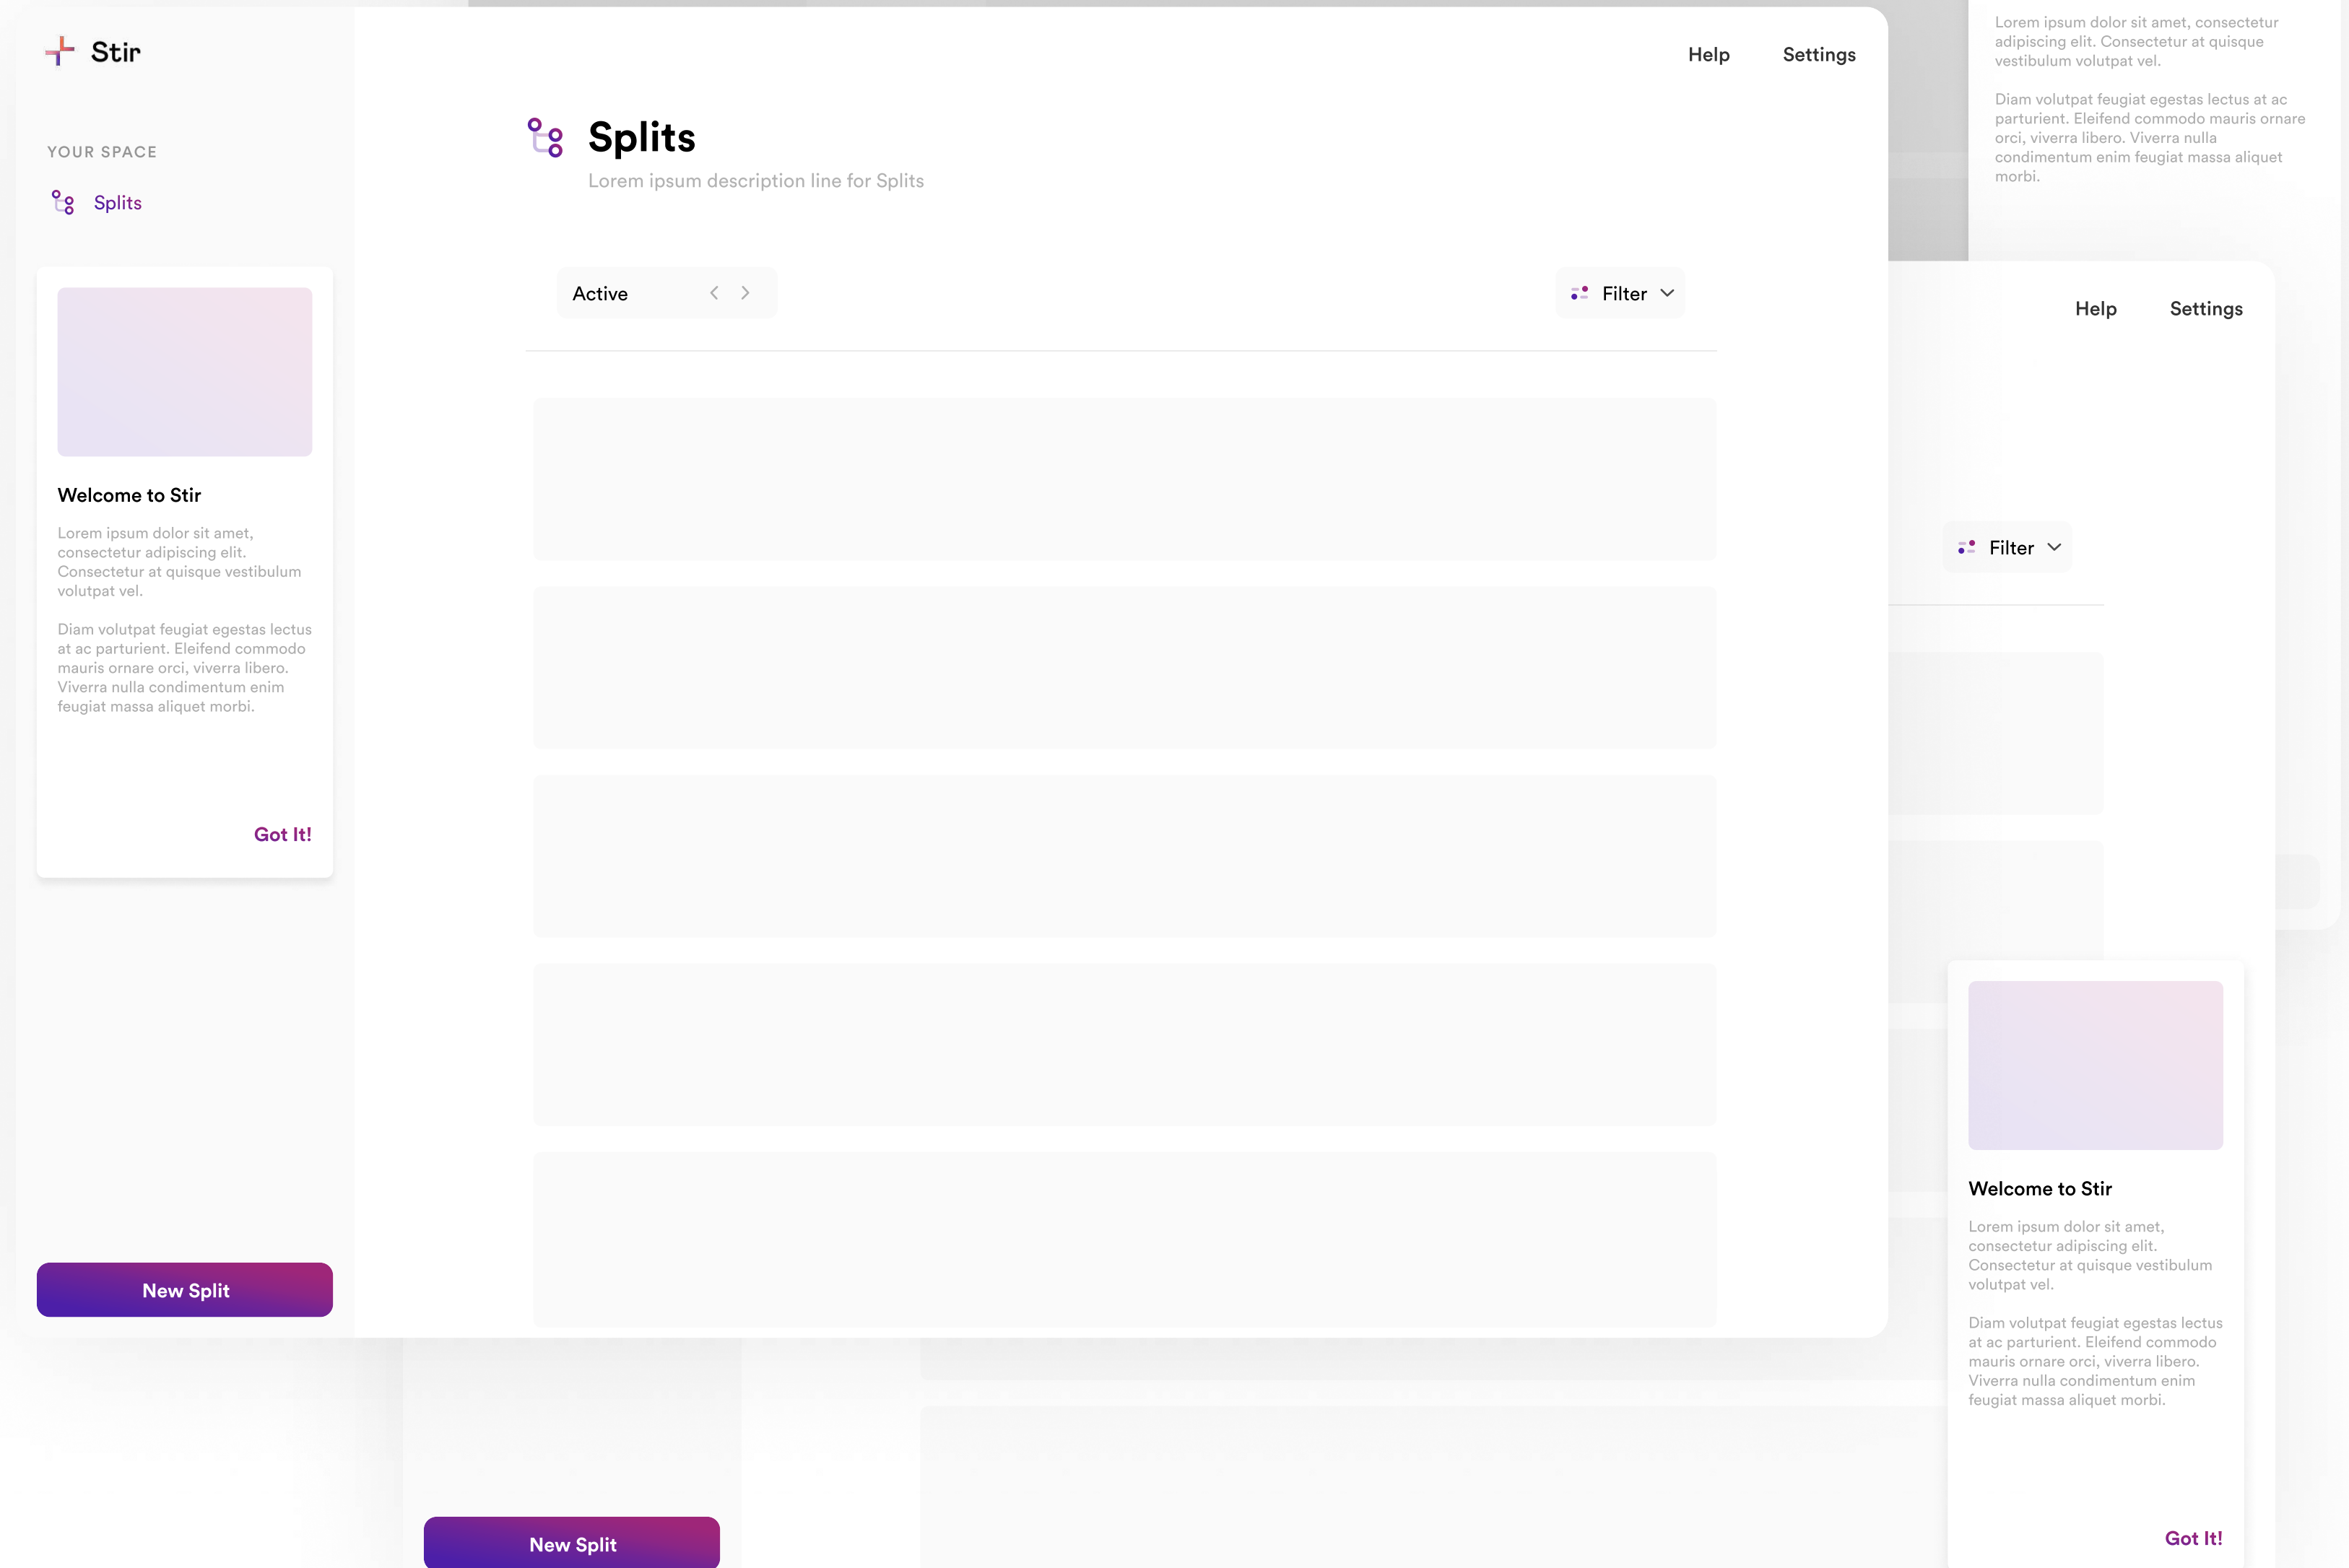 Stir
Help
Settings
YOUR SPACE
Splits
Welcome to Stir
Lorem ipsum dolor sit amet,
consectetur adipiscing elit.
Consectetur at quisque vestibulum
volutpat vel.
Diam volutpat feugiat egestas lectus
at ac parturient. Eleifend commodo
mauris ornare orci, viverra libero.
Viverra nulla condimentum enim
feugiat massa aliquet morbi.
Got It!
New Split
Splits
Lorem ipsum description line for Splits
Active
Filter
Lorem ipsum dolor sit amet, consectetur
adipiscing elit. Consectetur at quisque
vestibulum volutpat vel.
Diam volutpat feugiat egestas lectus at ac
parturient. Eleifend commodo mauris ornare
orci, viverra libero. Viverra nulla
condimentum enim feugiat massa aliquet
morbi.
Help
Settings
Filter
Welcome to Stir
Lorem ipsum dolor sit amet,
consectetur adipiscing elit.
Consectetur at quisque vestibulum
volutpat vel.
Diam volutpat feugiat egestas lectus
at ac parturient. Eleifend commodo
mauris ornare orci, viverra libero.
Viverra nulla condimentum enim
feugiat massa aliquet morbi.
Got It!
New Split